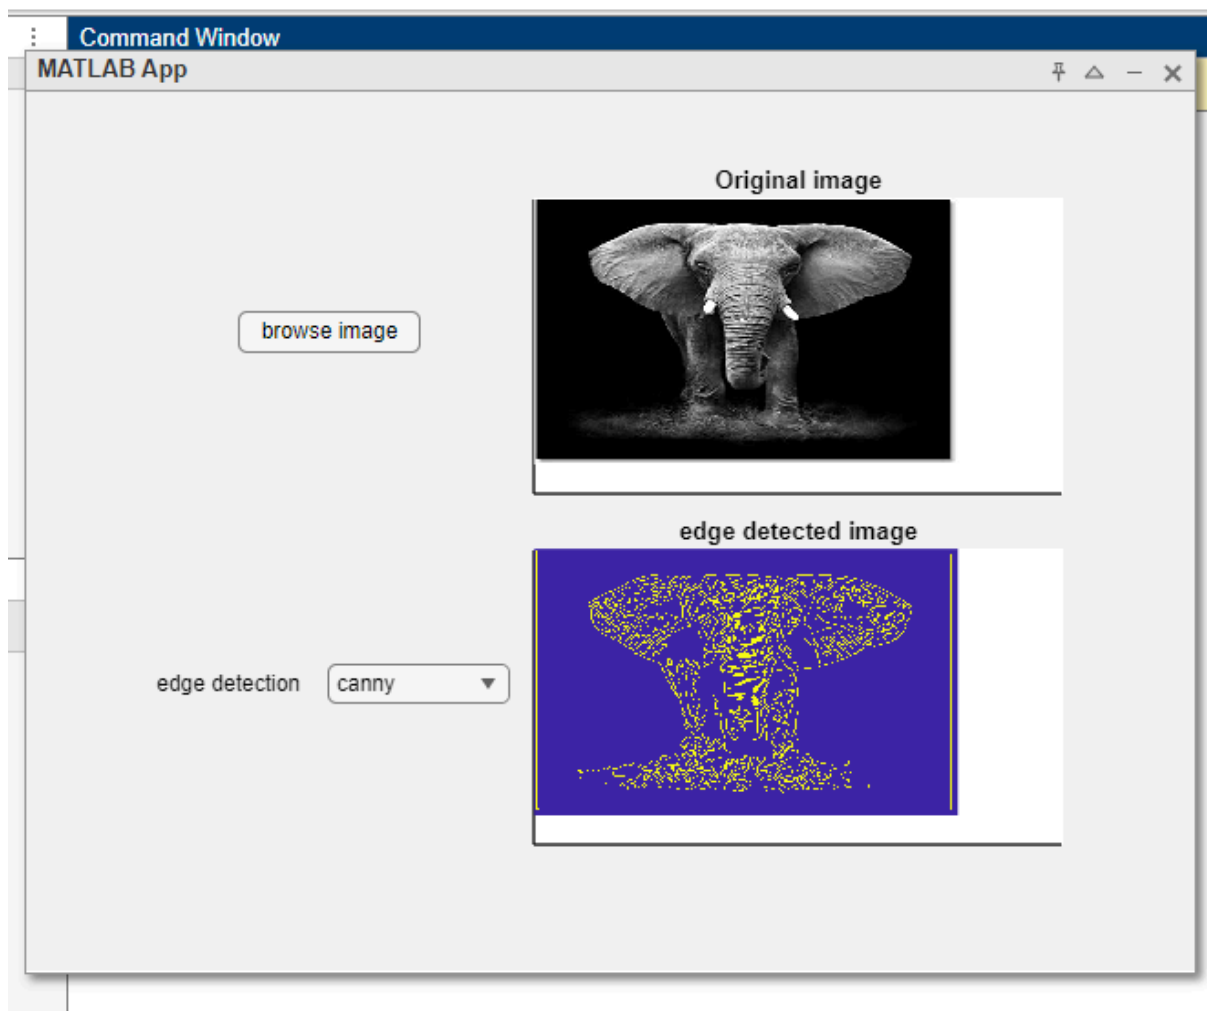 Command Window
MATLAB App
Original image
browse image
edge detected image
edge detection canny